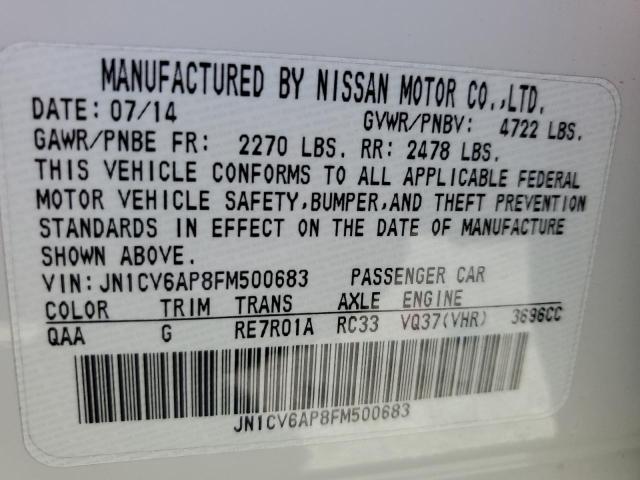 MANUFACTURED BY NISSAN MOTOR CO.,LTD.
DATE: 07/14 GVWR/PNBV: 4722 LBS.
GAWR/PNBE FR: 2270 LBS. RR: 2478 LBS.
THIS VEHICLE CONFORMS TO ALL APPLICABLE FEDERAL
MOTOR VEHICLE SAFETY,BUMPER,AND THEFT PREVENTION
STANDARDS IN EFFECT ON THE DATE OF MANUFACTURE
SHOWN ABOVE.
VIN:JN1CV6AP8FM500683 PASSENGER CAR
COLOR TRIM TRANS AXLE ENGINE
QAA G RE7R01A RC33 VQ37(VHR) 3696CC
JN1CV6AP8FM500683